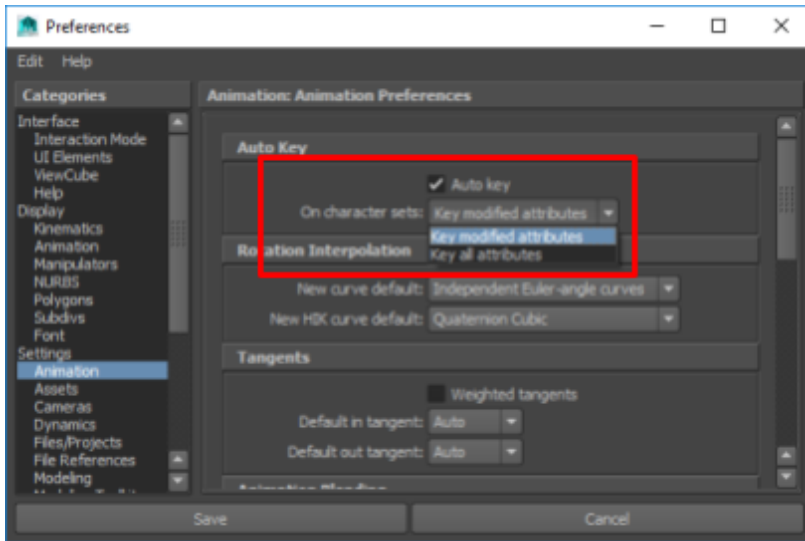 Preferences
Edit Help
Categories
Interface
Interaction Mode
UI Elements
ViewCube
Help
Display
Kinematics
Animation
Manipulators
NURBS
Polygons
Subdivs
Font
Settings
Animation
Assets
Cameras
Dynamics
Files/Projects
File References
Modeling
Animation: Animation Preferences
Auto Key
Auto key
On character sets: Key modified attributes
Key modified attributes
Key all attributes
Rotation Interpolation
New curve default: Independent Euler-angle curves
New HIK curve default: Quaternion Cubic
Tangents
Weighted tangents
Default in tangent: Auto
Default out tangent: Auto
Save Cancel